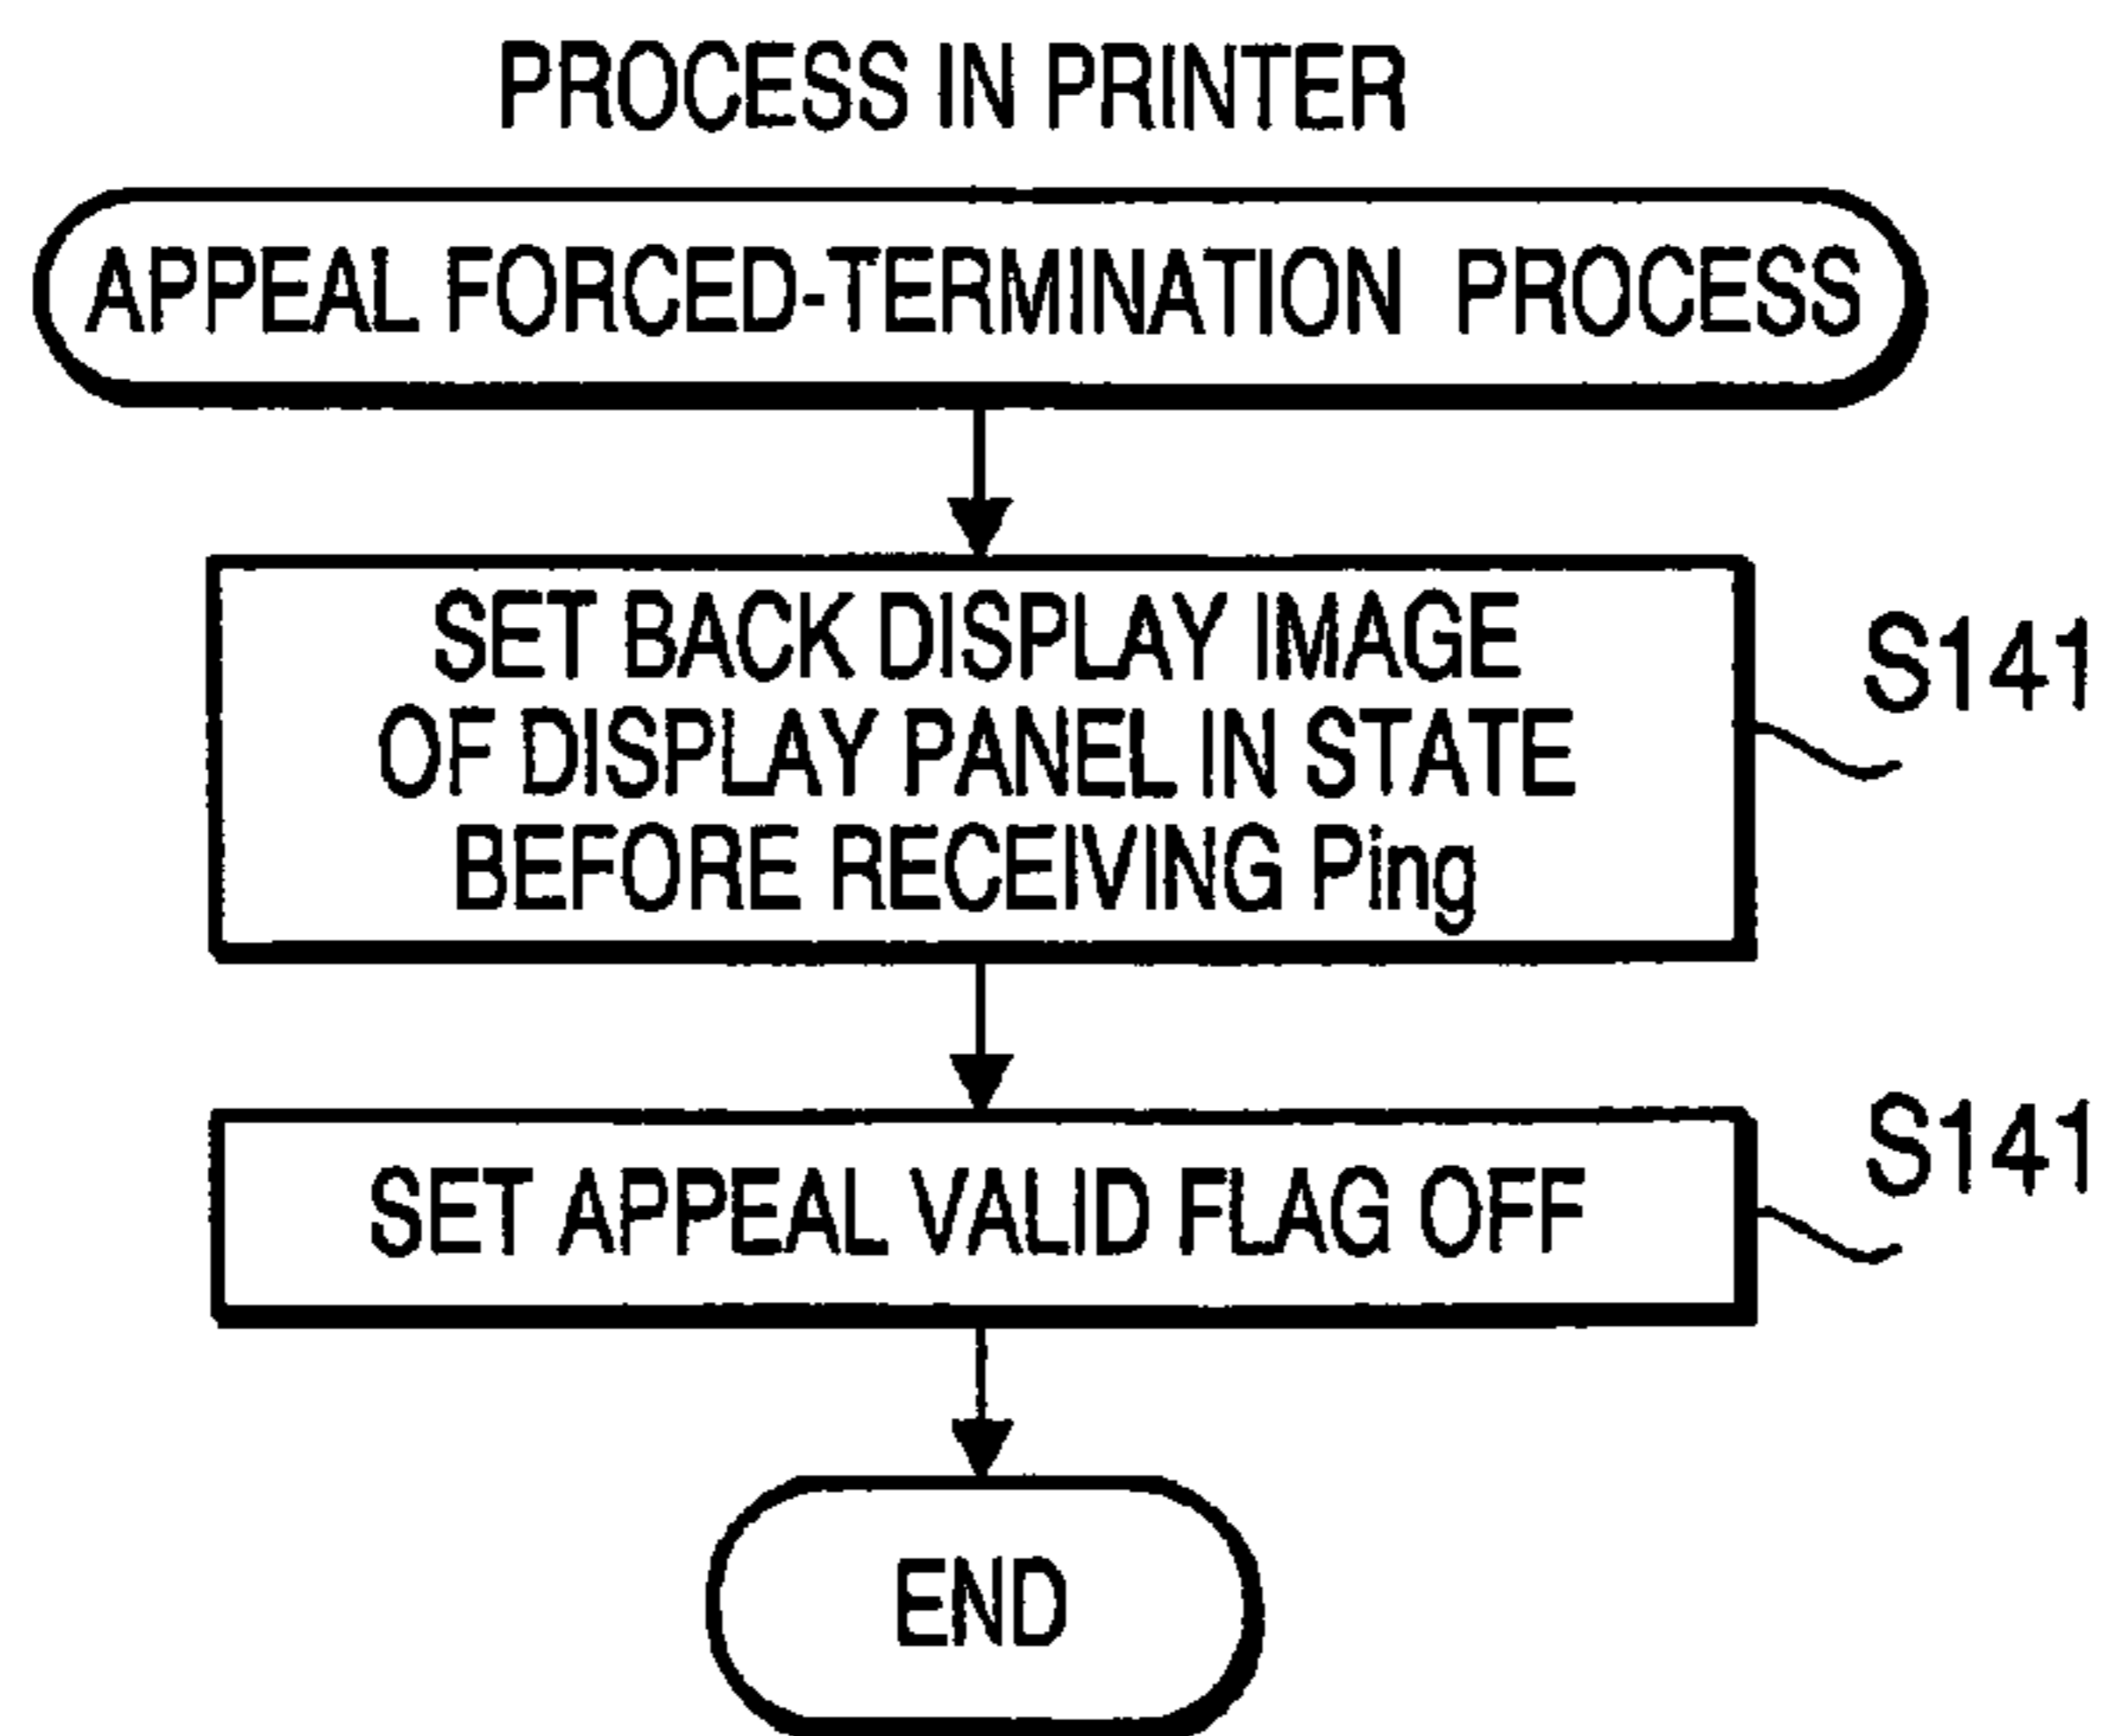 PROCESS IN PRINTER
APPEAL FORCED-TERMINATION PROCESS
SET BACK DISPLAY IMAGE
OF DISPLAY PANEL IN STATE
BEFORE RECEIVING Ping
S141
SET APPEAL VALID FLAG OFF
S141
END